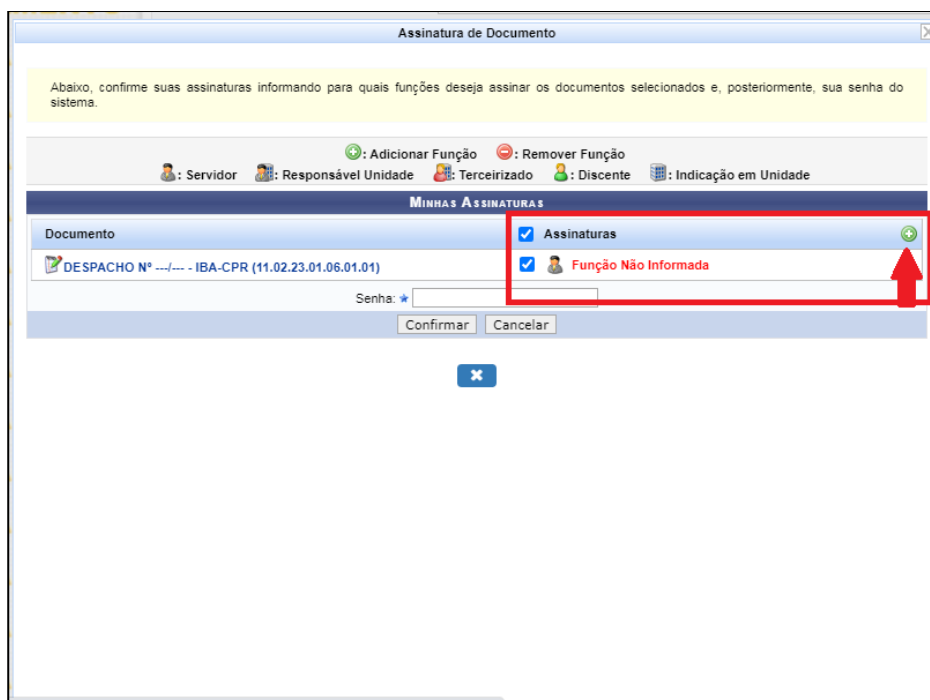 Assinatura de Documento
Abaixo, confirme suas assinaturas informando para quais funções deseja assinar os documentos selecionados e, posteriormente, sua senha do
sistema.
: Adicionar Função : Remover Função
: Servidor : Responsável Unidade : Terceirizado : Discente : Indicação em Unidade
MINHAS ASSINATURAS
Documento Assinaturas
DESPACHO Nº ---/--- - IBA-CPR (11.02.23.01.06.01.01) Função Não Informada
Senha:
Confirmar Cancelar